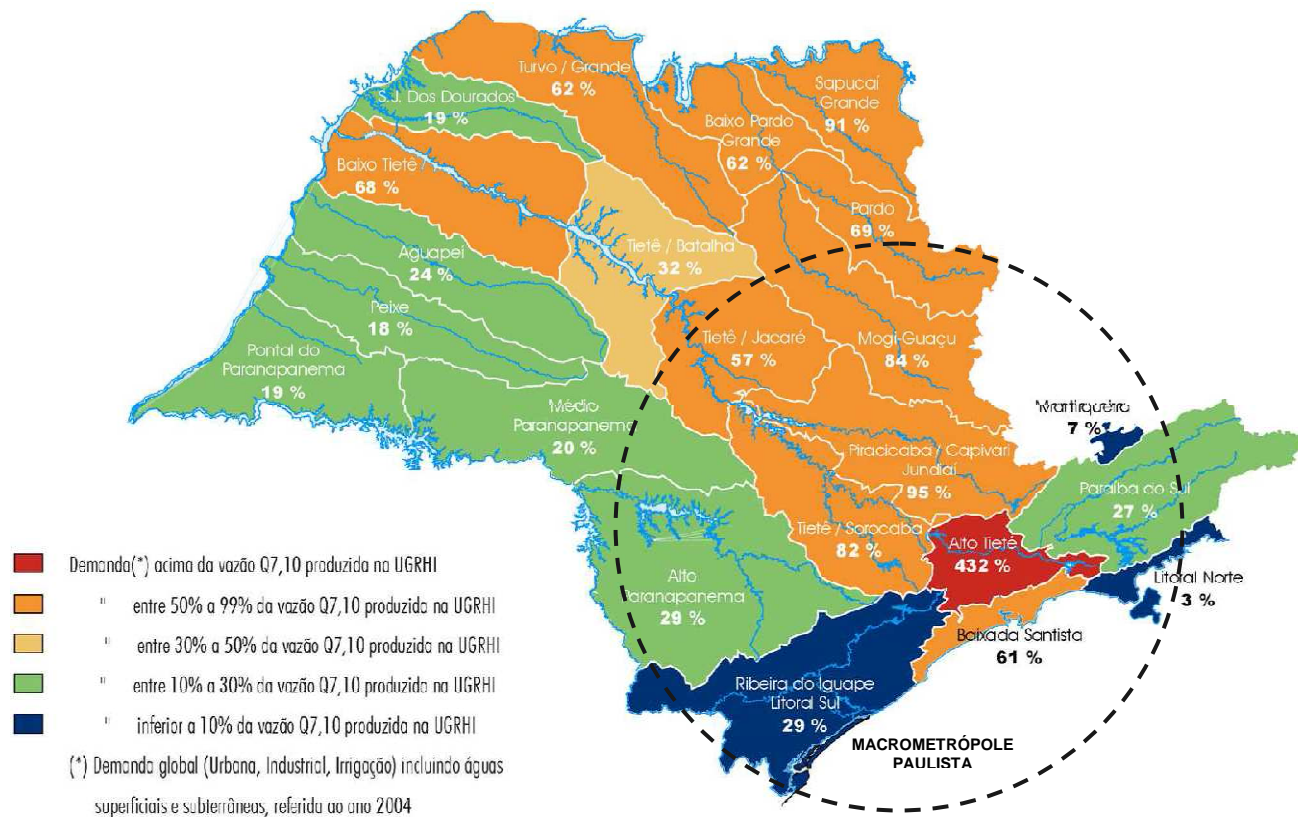 Turvo / Grande
62 %
S.J. Dos Dourados
19 %
Sapucaí
Grande
91 %
Baixo Pardo
Grande
62 %
Baixo Tietê /
68 %
Pardo
69 %
Tietê / Batalha
32 %
Aguapeí
24 %
Peixe
18 %
Pontal do
Paranapanema
19 %
Tietê / Jacaré
57 %
Mogi-Guaçu
84 %
Médio
Paranapanema
20 %
Mantiqueira
7 %
Piracicaba / Capivari
Jundiaí
95 %
Paraíba do Sul
27 %
Tietê / Sorocaba
82 %
Alto Tietê
432 %
Litoral Norte
3 %
Alto
Paranapanema
29 %
Baixada Santista
61 %
Ribeira do Iguape
Litoral Sul
29 %
MACROMETRÓPOLE
PAULISTA
Demanda(*) acima da vazão Q7,10 produzida na UGRHI
" entre 50% a 99% da vazão Q7,10 produzida na UGRHI
" entre 30% a 50% da vazão Q7,10 produzida na UGRHI
" entre 10% a 30% da vazão Q7,10 produzida na UGRHI
" inferior a 10% da vazão Q7,10 produzida na UGRHI
(*) Demanda global (Urbana, Industrial, Irrigação) incluindo águas
superficiais e subterrâneas, referida ao ano 2004